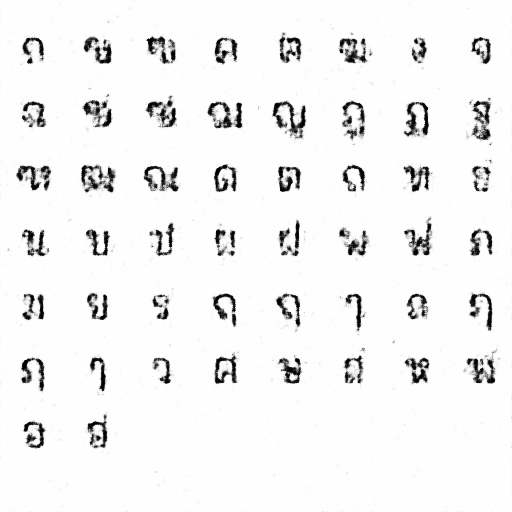 ก ข ฃ ค ฅ ฆ ง จ
ฉ ช ซ ฌ ญ ฎ ฏ ฐ
ฑ ฒ ณ ด ต ถ ท ธ
น บ ป ผ ฝ พ ฟ ภ
ม ย ร ฤ ฤ ๅ ล ฦ
ฦ ๅ ว ศ ษ ส ห ฬ
อ ฮ